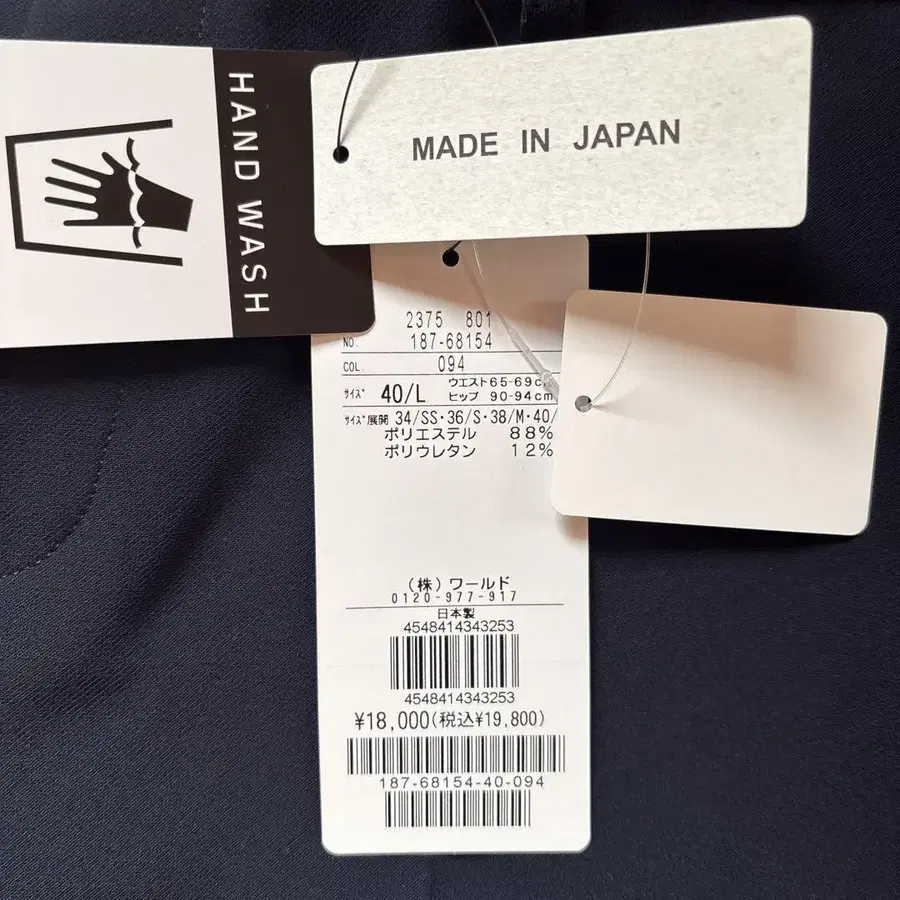 HAND WASH
MADE IN JAPAN
2375 801
NO. 187-68154
COL. 094
サイズ 40/L ウエスト65-69cm
ヒップ 90-94cm
サイズ展開 34/SS・36/S・38/M・40/
ポリエステル 88%
ポリウレタン 12%
(株)ワールド
0120-977-917
日本製
4548414343253
4548414343253
¥18,000(税込¥19,800)
187-68154-40-094